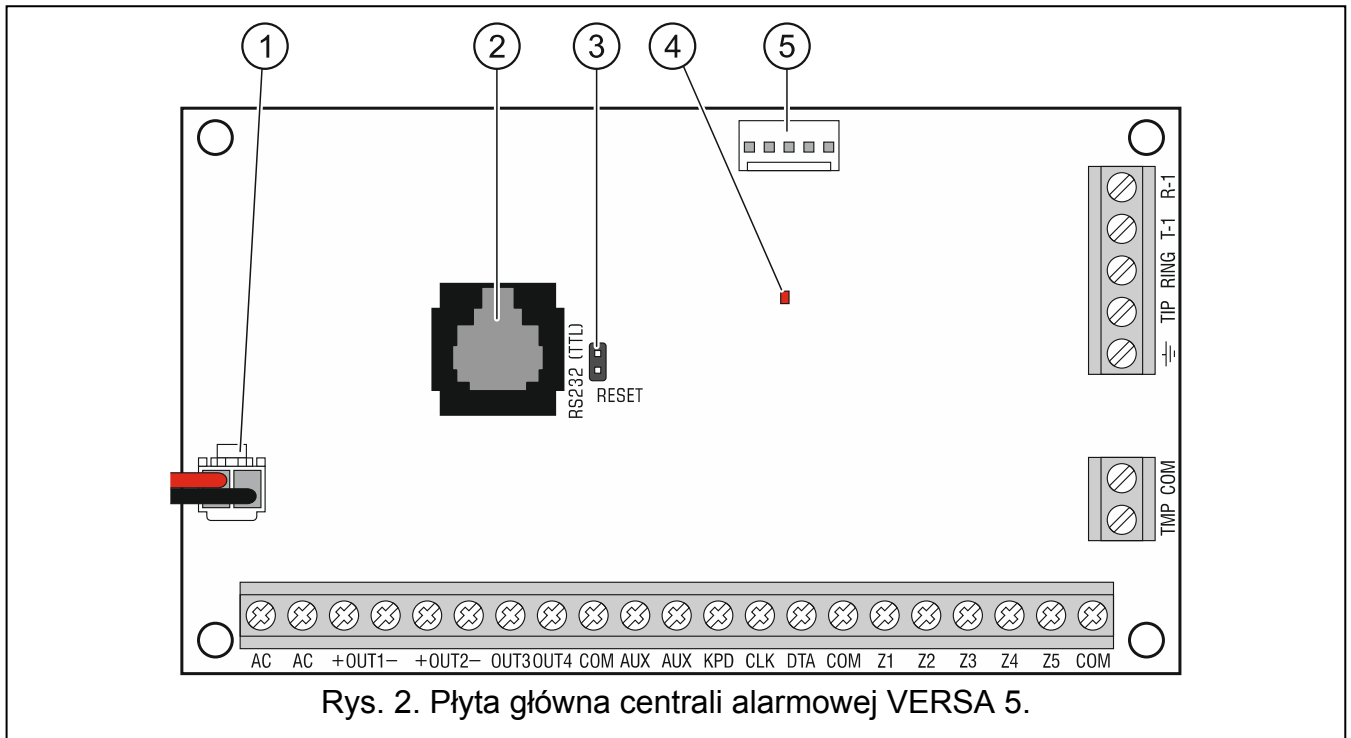 1 2 3 4 5
R-1
T-1
RING
TIP
RS232 (TTL)
RESET
COM
TMP
AC AC +OUT1− +OUT2− OUT3 OUT4 COM AUX AUX KPD CLK DTA COM Z1 Z2 Z3 Z4 Z5 COM
Rys. 2. Płyta główna centrali alarmowej VERSA 5.